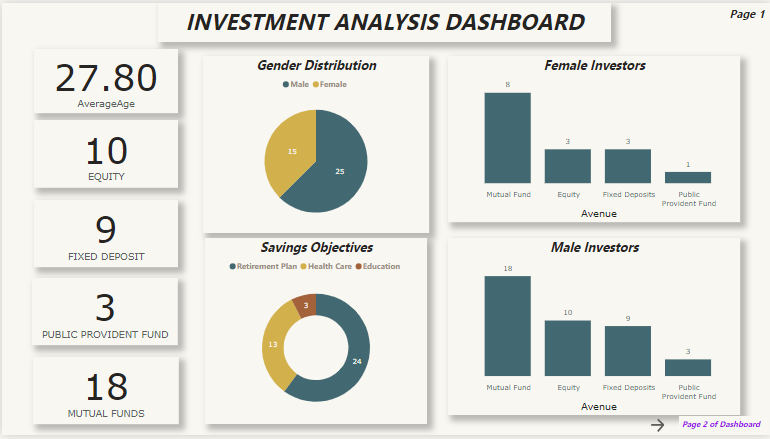 INVESTMENT ANALYSIS DASHBOARD
Page 1
27.80
AverageAge
10
EQUITY
9
FIXED DEPOSIT
3
PUBLIC PROVIDENT FUND
18
MUTUAL FUNDS
Gender Distribution
Male Female
15
25
Savings Objectives
Retirement Plan Health Care Education
3
13
24
Female Investors
8
3 3
1
Mutual Fund Equity Fixed Deposits Public
Provident Fund
Avenue
Male Investors
18
10
9
3
Mutual Fund Equity Fixed Deposits Public
Provident Fund
Avenue
Page 2 of Dashboard